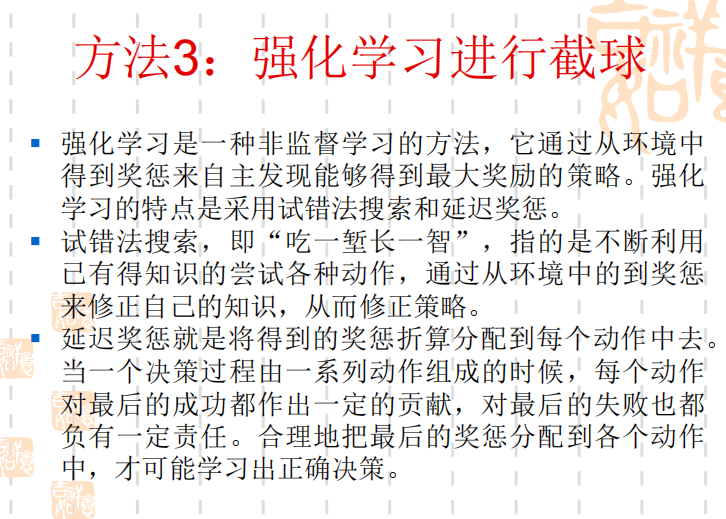 方法3：强化学习进行截球
强化学习是一种非监督学习的方法，它通过从环境中
得到奖惩来自主发现能够得到最大奖励的策略。强化
学习的特点是采用试错法搜索和延迟奖惩。
试错法搜索，即“吃一堑长一智”，指的是不断利用
已有得知识的尝试各种动作，通过从环境中的到奖惩
来修正自己的知识，从而修正策略。
延迟奖惩就是将得到的奖惩折算分配到每个动作中去。
当一个决策过程由一系列动作组成的时候，每个动作
对最后的成功都作出一定的贡献，对最后的失败也都
负有一定责任。合理地把最后的奖惩分配到各个动作
中，才可能学习出正确决策。